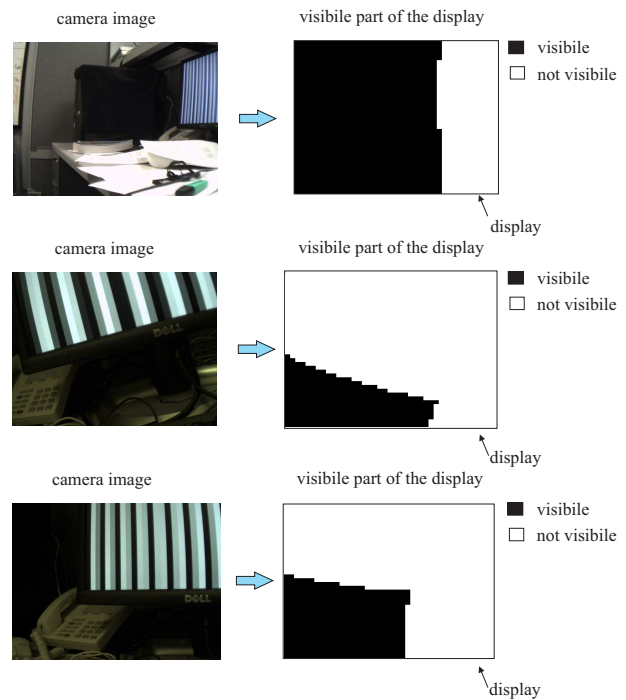 camera image
visibile part of the display
visibile
not visibile
display
camera image
visibile part of the display
visibile
not visibile
DELL
display
camera image
visibile part of the display
visibile
not visibile
DELL
display